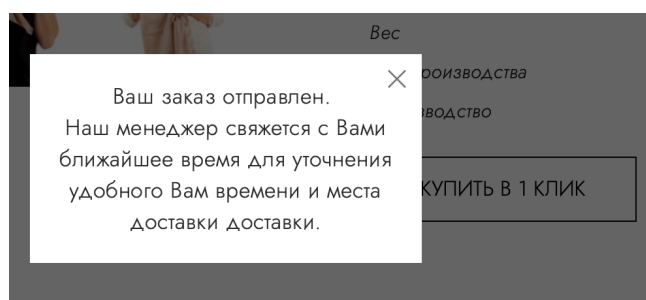 Вес
роизводства
Ваш заказ отправлен.
Наш менеджер свяжется с Вами
ближайшее время для уточнения
удобного Вам времени и места
доставки доставки.
зводство
КУПИТЬ В 1 КЛИК